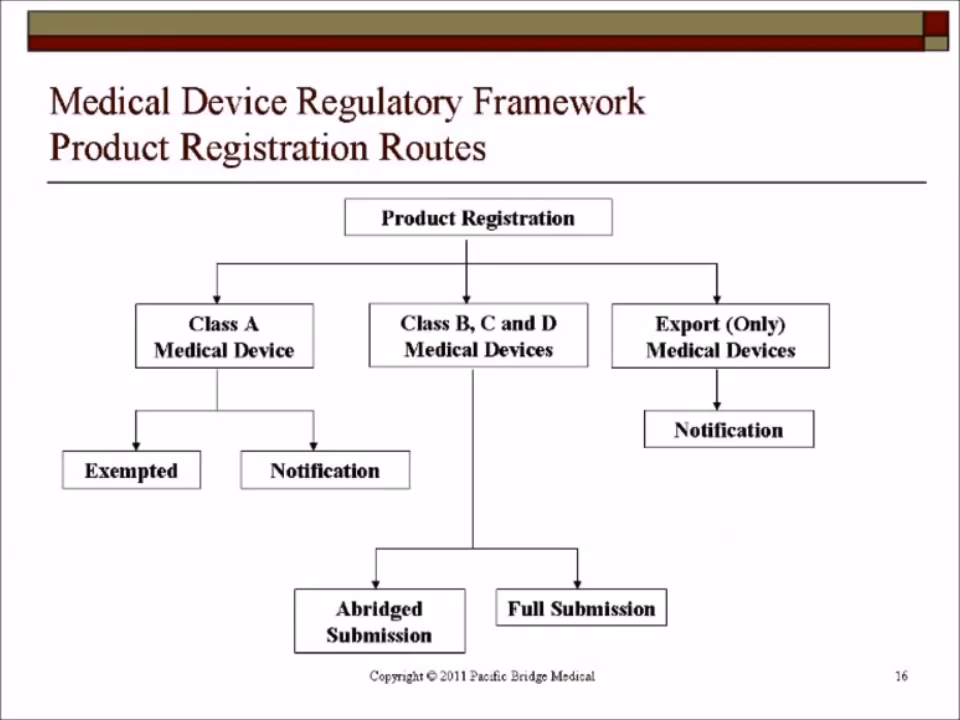 Medical Device Regulatory Framework
Product Registration Routes
Product Registration
Class A
Medical Device
Class B, C and D
Medical Devices
Export (Only)
Medical Devices
Notification
Exempted
Notification
Abridged
Submission
Full Submission
Copyright © 2011 Pacific Bridge Medical
16